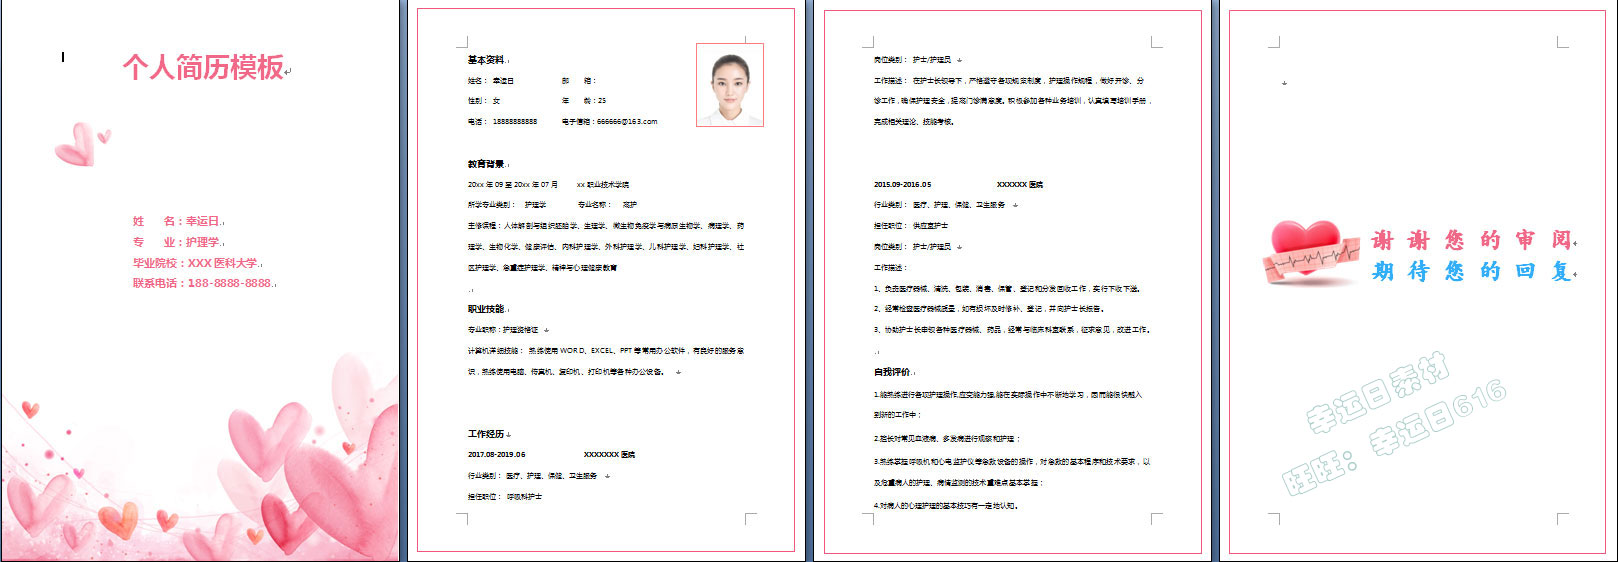 个人简历模板
姓　　名：幸运日
专　　业：护理学
毕业院校：XXX医科大学
联系电话：188-8888-8888
基本资料
姓名： 幸运日　　邮　箱：
性别： 女　　年　龄：25
电话： 18888888888　　电子信箱：666666@163.com
教育背景
20xx 年 09 至 20xx 年 07 月　　xx 职业技术学院
所学专业类别： 护理学　　专业名称： 高护
主修课程：人体解剖与组织胚胎学、生理学、微生物免疫学与病原生物学、病理学、药
理学、生物化学、健康评估、内科护理学、外科护理学、儿科护理学、妇科护理学、社
区护理学、急重症护理学、精神与心理健康教育
职业技能
专业职称：护理资格证
计算机详细技能： 熟练使用 WORD、EXCEL、PPT 等常用办公软件，有良好的服务意
识，熟练使用电脑、传真机、复印机、打印机等各种办公设备。
工作经历
2017.08-2019.06　　XXXXXXX 医院
行业类别： 医疗、护理、保健、卫生服务
担任职位： 呼吸科护士
岗位类别： 护士/护理员
工作描述： 在护士长领导下，严格遵守各项规章制度，护理操作规程，做好开诊、分
诊工作，确保护理安全，提高门诊满意度。积极参加各种业务培训，认真填写培训手册，
完成相关理论、技能考核。
2015.09-2016.05　　XXXXXX 医院
行业类别： 医疗、护理、保健、卫生服务
担任职位： 供应室护士
岗位类别： 护士/护理员
工作描述：
1、负责医疗器械、清洗、包装、消毒、保管、登记和分发回收工作，实行下收下送。
2、经常检查医疗器械质量，如有损坏及时修补、登记，并向护士长报告。
3、协助护士长申领各种医疗器械、药品，经常与临床科室联系，征求意见，改进工作。
自我评价
1.能熟练进行各项护理操作,应变能力强,能在实际操作中不断地学习，因而能很快融入
到新的工作中；
2.擅长对常见血液病、多发病进行观察和护理；
3.熟练掌握呼吸机和心电监护仪等急救设备的操作，对急救的基本程序和技术要求，以
及危重病人的护理、病情监测的技术重难点基本掌握；
4.对病人的心理护理的基本技巧有一定地认知。
谢谢您的审阅
期待您的回复
幸运日素材
旺旺：幸运日616